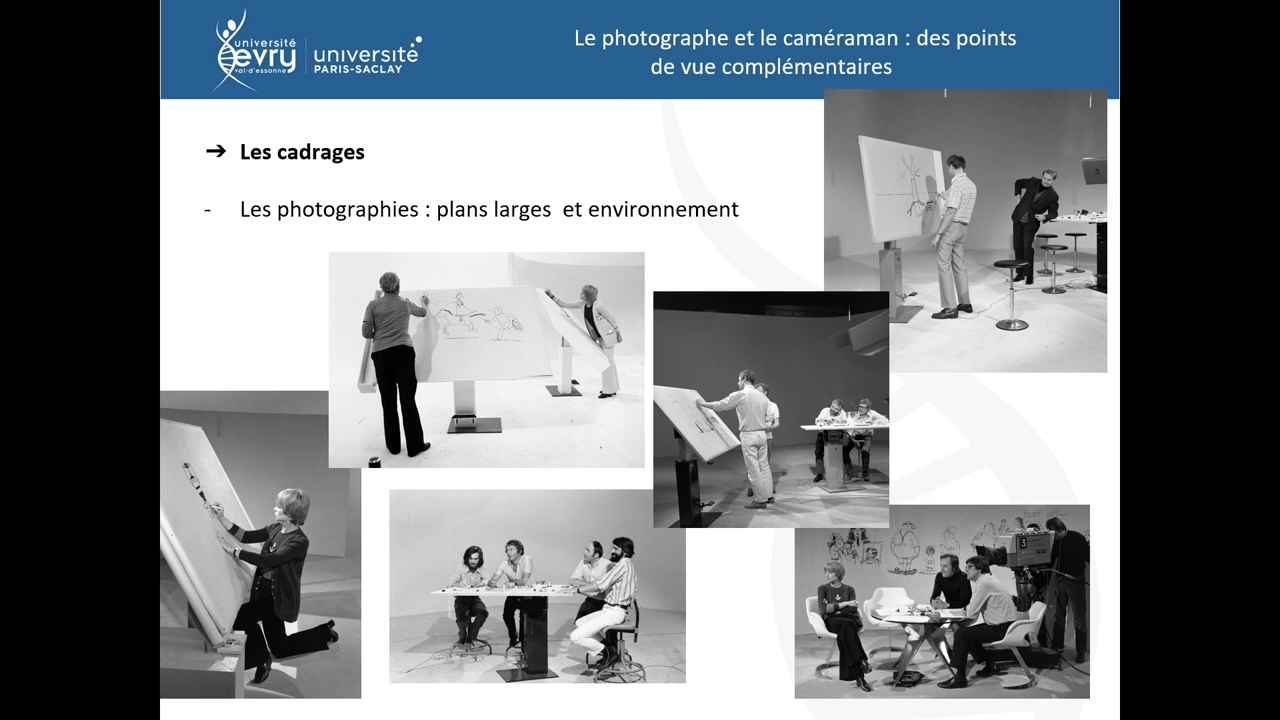 université
evry
val-d'essonne
université
PARIS-SACLAY
Le photographe et le caméraman : des points
de vue complémentaires
➔ Les cadrages
- Les photographies : plans larges et environnement
3